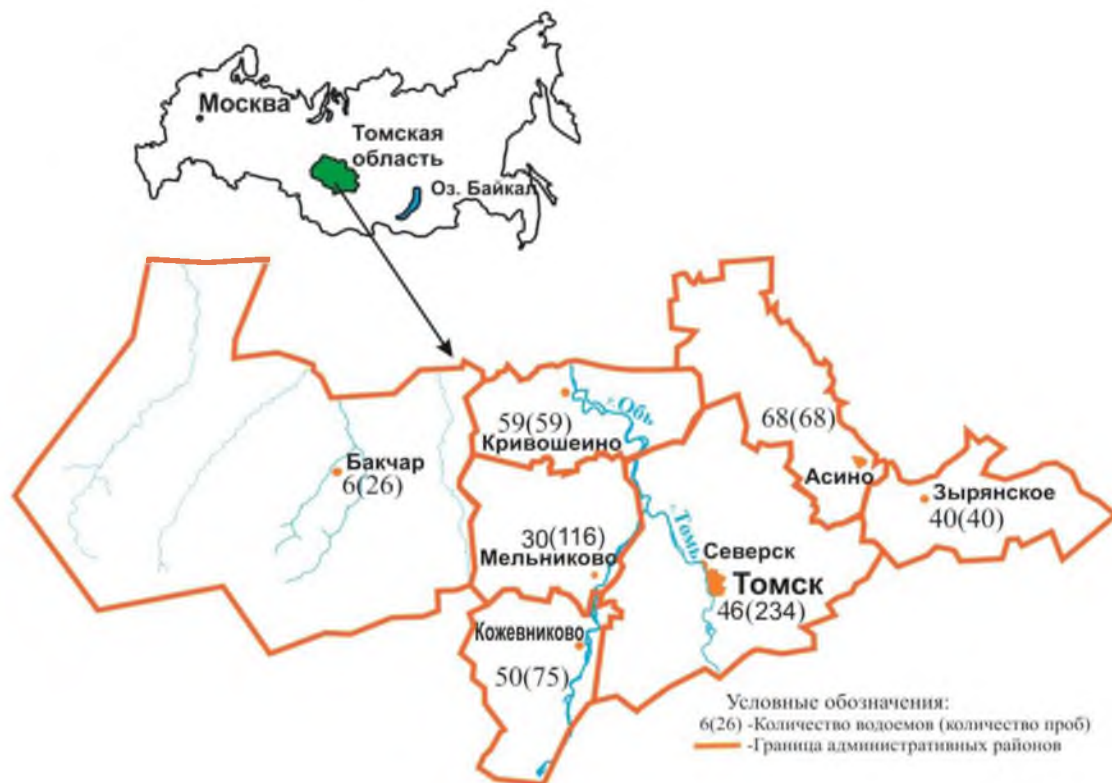 Москва
Томская
область
Оз. Байкал
р. Обь
59(59)
Кривошеино
68(68)
Асино
Бакчар
6(26)
Зырянское
40(40)
р. Томь
30(116)
Мельниково
Северск
Томск
46(234)
Кожевниково
50(75)
Условные обозначения:
6(26) -Количество водоемов (количество проб)
-Граница административных районов